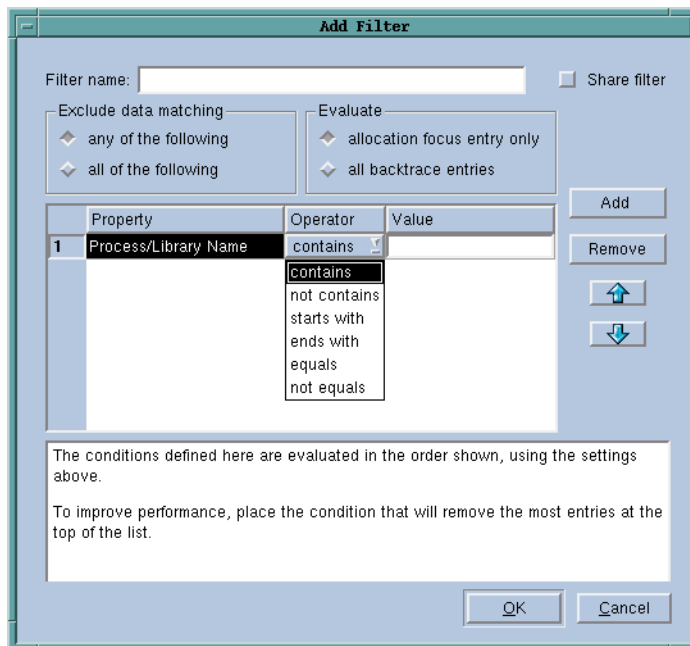 Add Filter
Filter name:
Share filter
Exclude data matching
any of the following
all of the following
Evaluate
allocation focus entry only
all backtrace entries
Property Operator Value
1 Process/Library Name contains
contains
not contains
starts with
ends with
equals
not equals
Add
Remove
The conditions defined here are evaluated in the order shown, using the settings
above.
To improve performance, place the condition that will remove the most entries at the
top of the list.
OK
Cancel